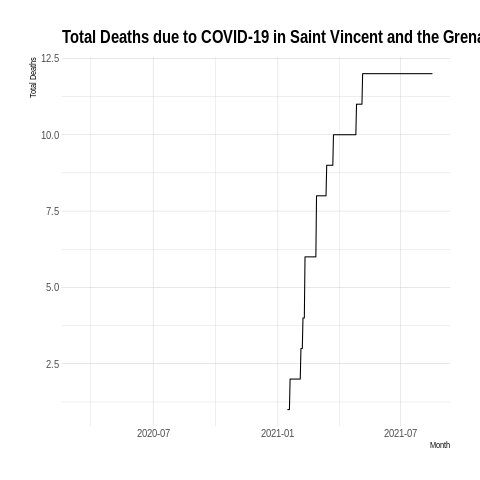 Total Deaths due to COVID-19 in Saint Vincent and the Grena
Total Deaths
12.5
10.0
7.5
5.0
2.5
2020-07
2021-01
2021-07
Month